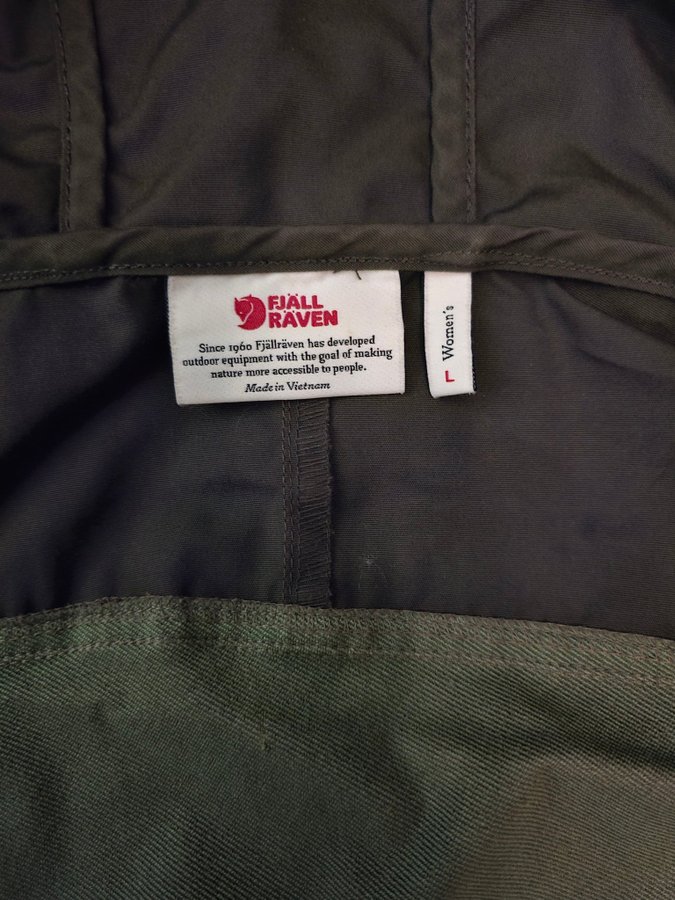 FJÄLL
RÄVEN
Since 1960 Fjällräven has developed
outdoor equipment with the goal of making
nature more accessible to people.
Made in Vietnam
Women's
L